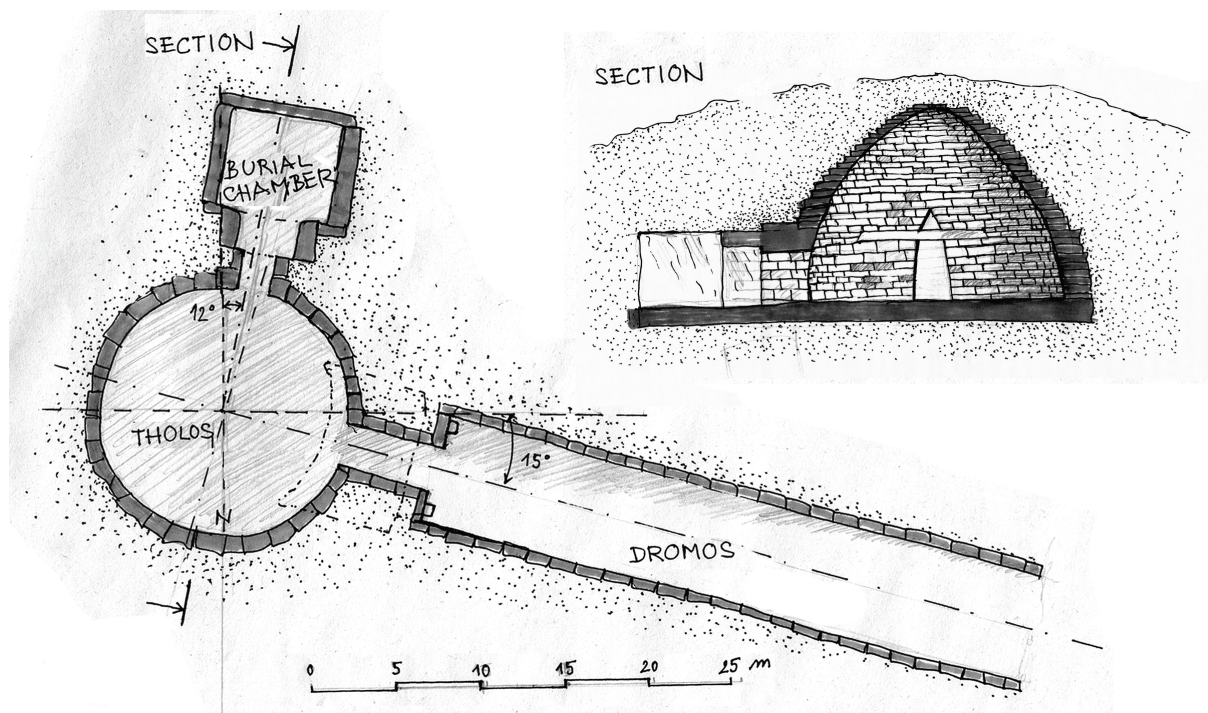 SECTION
SECTION
BURIAL
CHAMBER
12°
THOLOS
N
15°
DROMOS
0 5 10 15 20 25 m